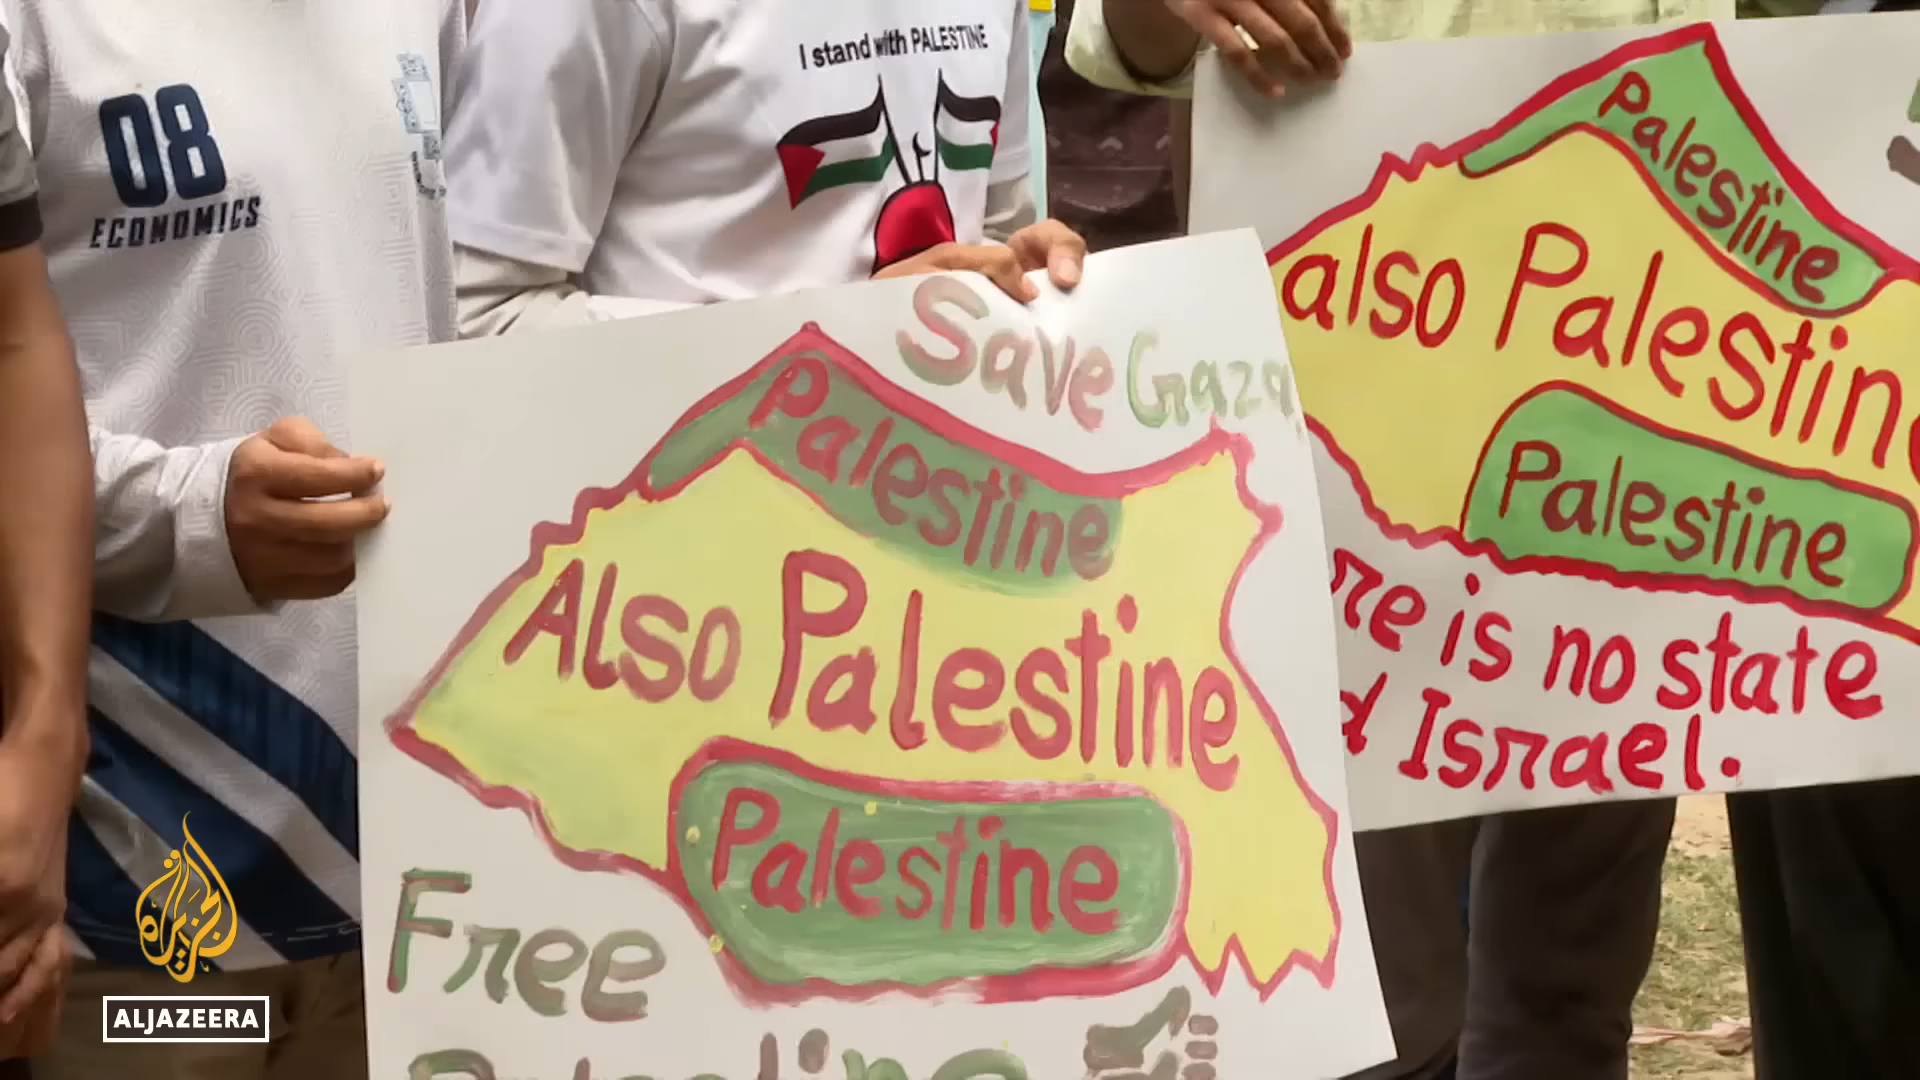 08
ECONOMICS
I stand with PALESTINE
Save Gaza
Palestine
Also Palestine
Palestine
Free
Palestine
also Palestine
Palestine
is no state
Israel.
الجزيرة
ALJAZEERA